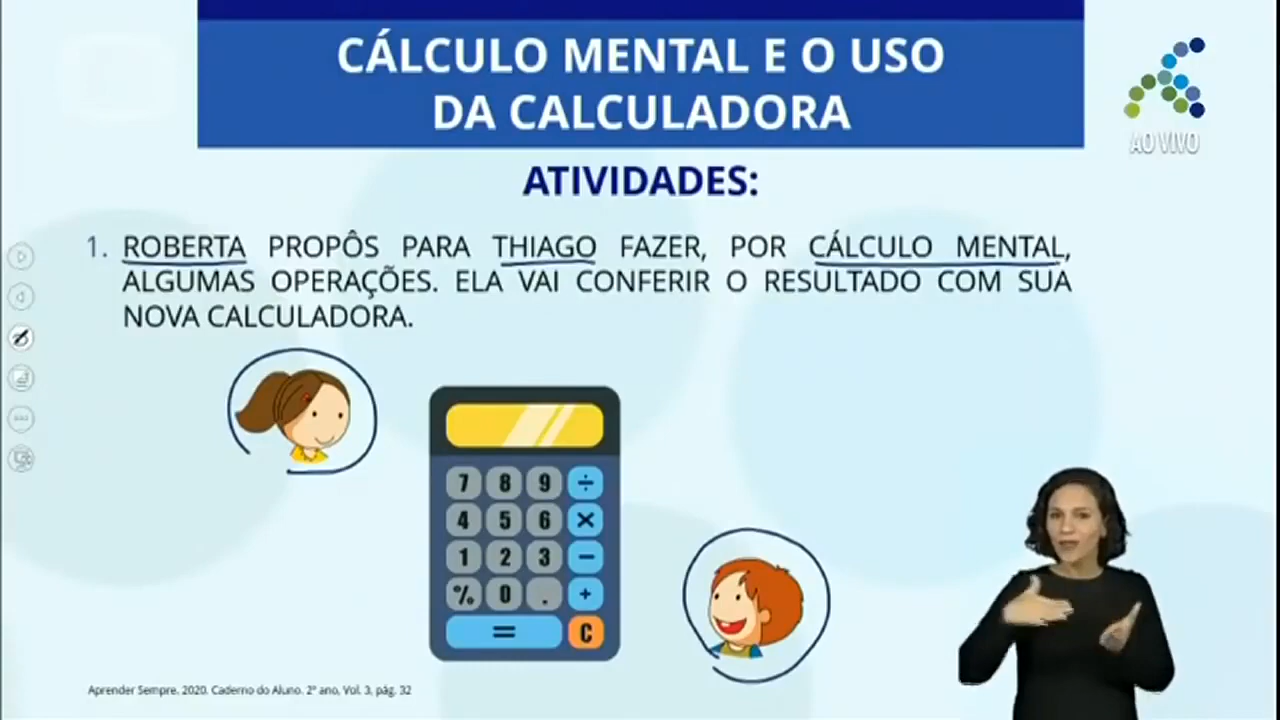 CÁLCULO MENTAL E O USO
DA CALCULADORA
AO VIVO
ATIVIDADES:
1. ROBERTA PROPÔS PARA THIAGO FAZER, POR CÁLCULO MENTAL,
ALGUMAS OPERAÇÕES. ELA VAI CONFERIR O RESULTADO COM SUA
NOVA CALCULADORA.
7 8 9 ÷
4 5 6 ×
1 2 3 −
% 0 . +
= C
Aprender Sempre. 2020. Caderno do Aluno. 2º ano, Vol. 3, pág. 32